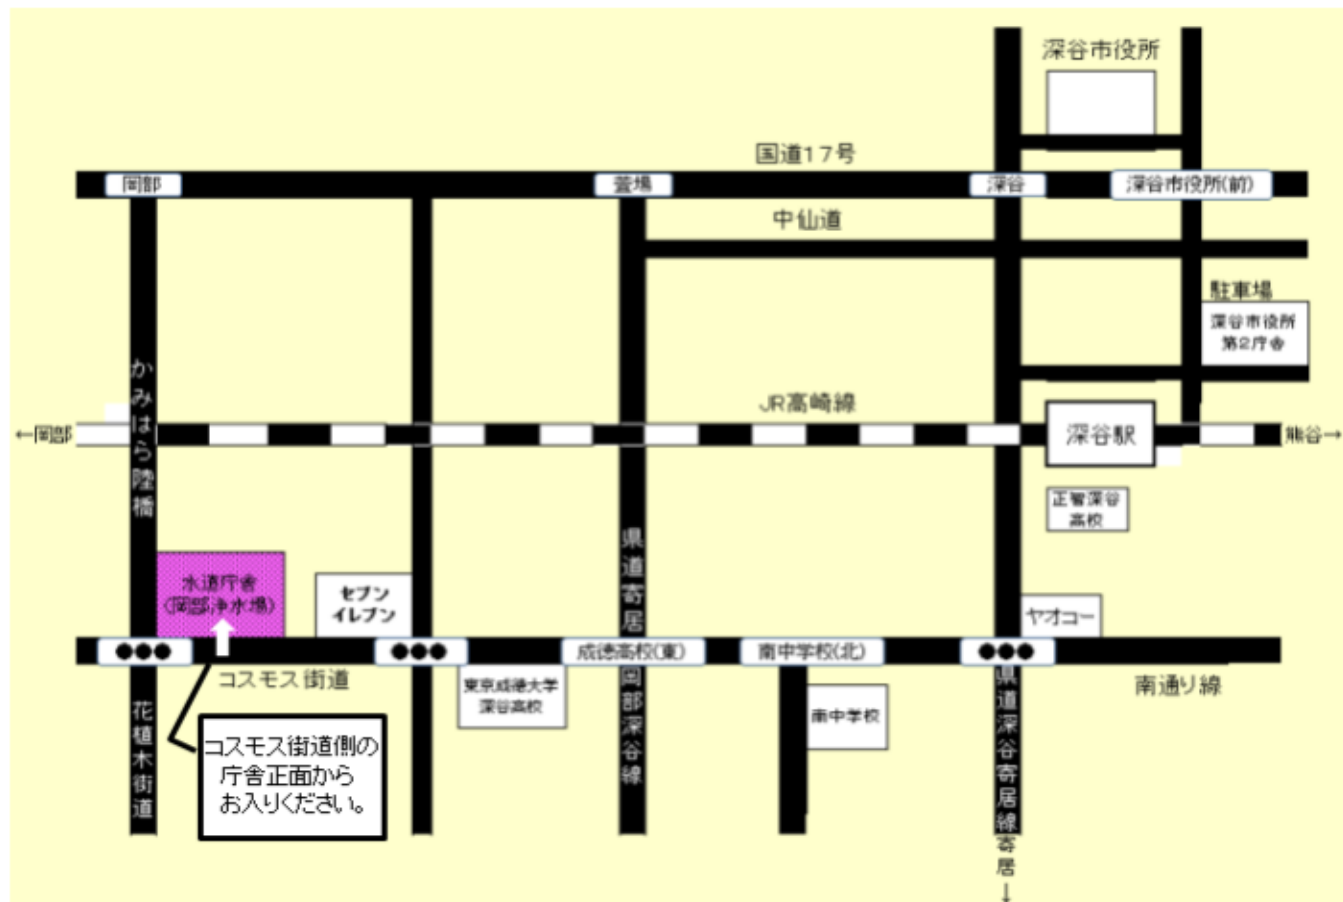 深谷市役所
国道17号
岡部
萱場
深谷
深谷市役所(前)
中仙道
駐車場
深谷市役所
第2庁舎
かみはら陸橋
JR高崎線
←岡部
深谷駅
熊谷→
正智深谷
高校
県道寄居
岡部深谷線
水道庁舎
(岡部浄水場)
セブン
イレブン
ヤオコー
●●●
●●●
成徳高校(東)
南中学校(北)
●●●
コスモス街道
東京成徳大学
深谷高校
南中学校
南通り線
花植木街道
コスモス街道側の
庁舎正面から
お入りください。
県道深谷寄居線
寄居
↓